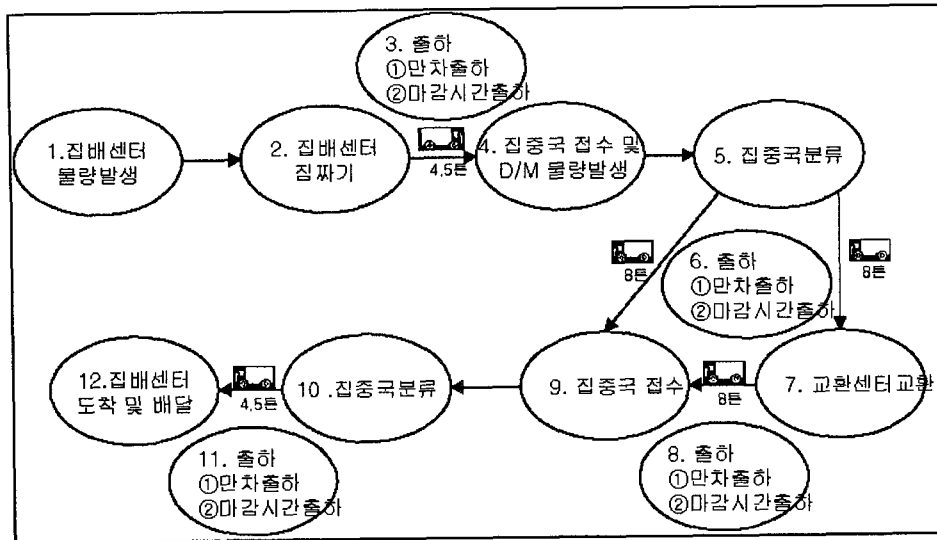 3. 출하
①만차출하
②마감시간출하
1.집배센터
물량발생
2. 집배센터
짐짜기
4.5톤
4. 집중국 접수 및
D/M 물량발생
5. 집중국분류
8톤
6. 출하
①만차출하
②마감시간출하
8톤
12.집배센터
도착 및 배달
4.5톤
10 .집중국분류
9. 집중국 접수
8톤
7. 교환센터교환
11. 출하
①만차출하
②마감시간출하
8. 출하
①만차출하
②마감시간출하